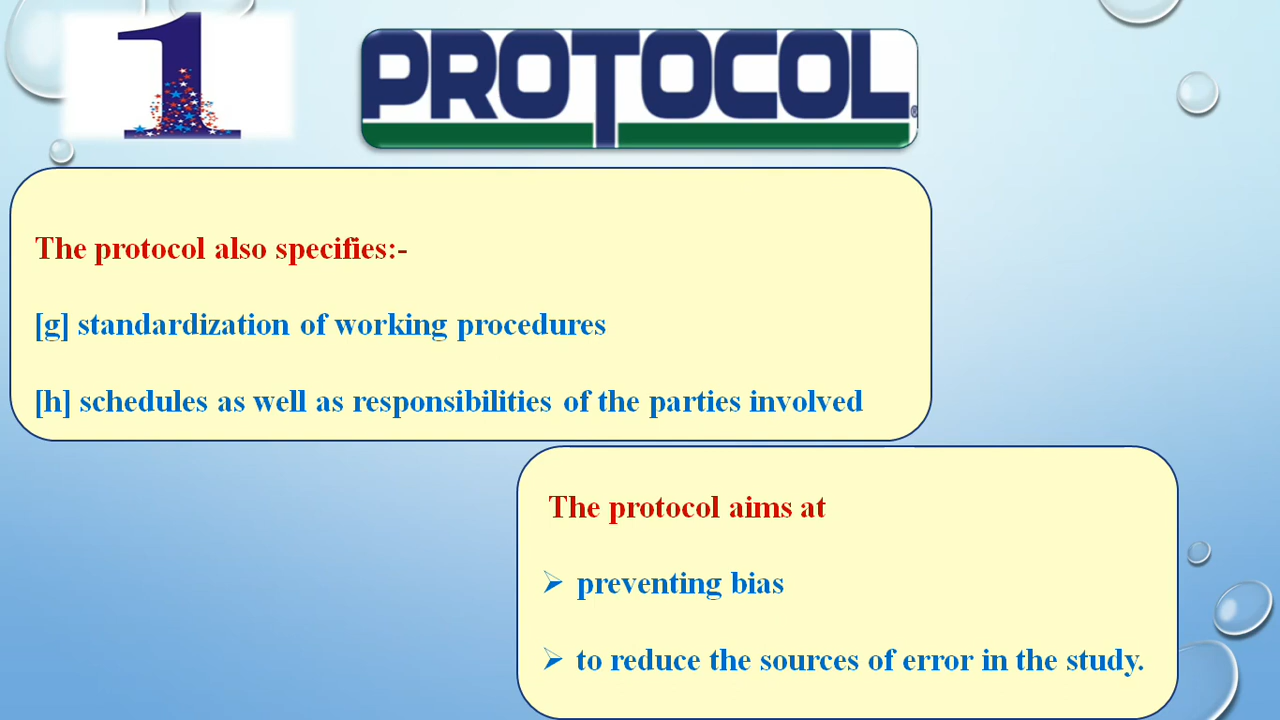 1
PROTOCOL®
The protocol also specifies:-
[g] standardization of working procedures
[h] schedules as well as responsibilities of the parties involved
The protocol aims at
➢ preventing bias
➢ to reduce the sources of error in the study.